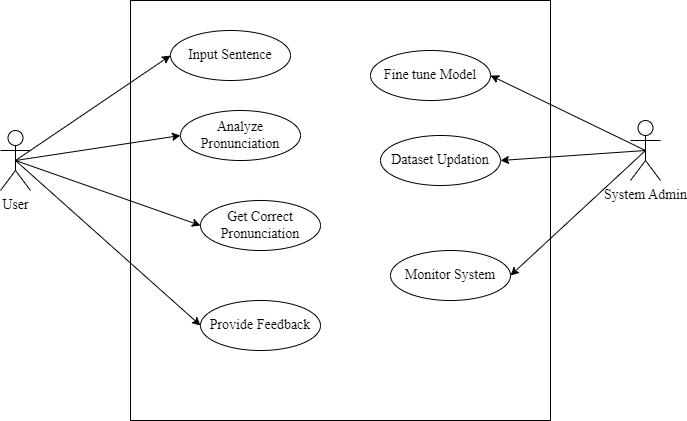 Input Sentence
Analyze
Pronunciation
Get Correct
Pronunciation
Provide Feedback
User
Fine tune Model
Dataset Updation
Monitor System
System Admin